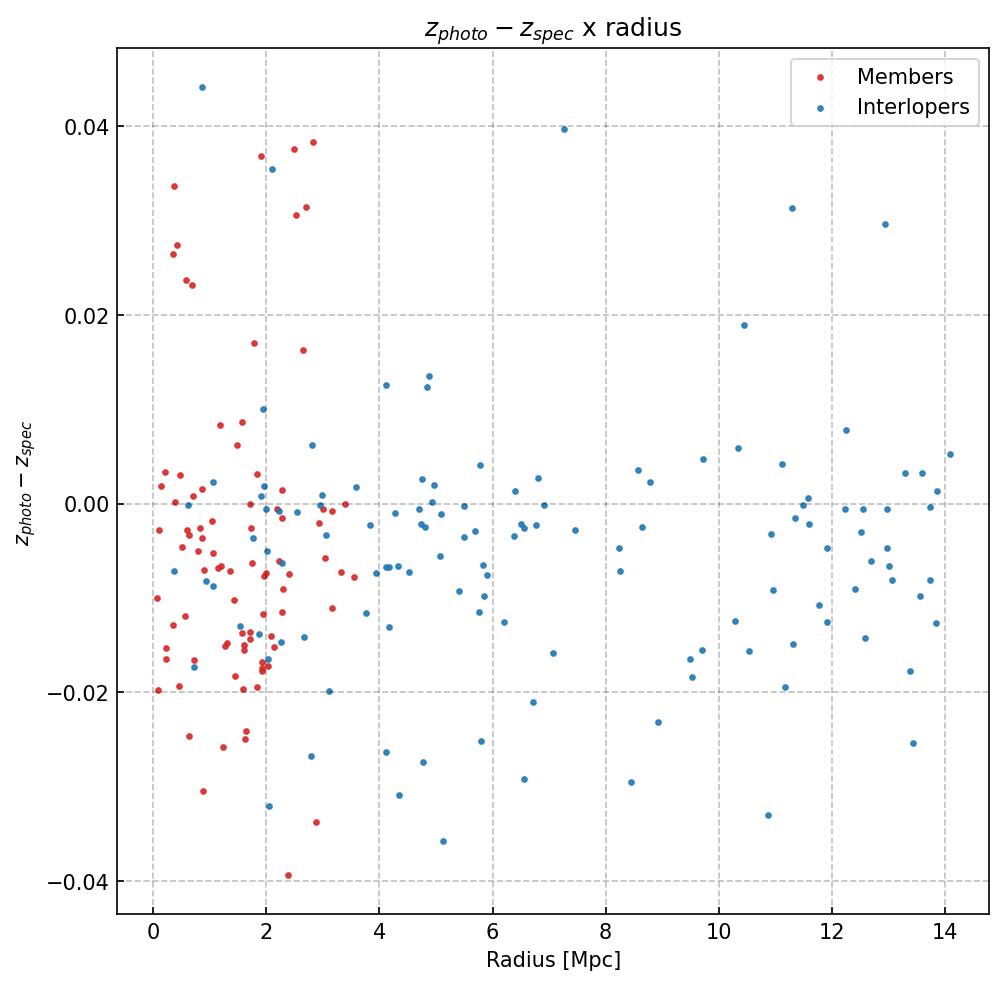 z_photo − z_spec x radius
Members
Interlopers
0.04
0.02
0.00
−0.02
−0.04
z_photo − z_spec
0 2 4 6 8 10 12 14
Radius [Mpc]